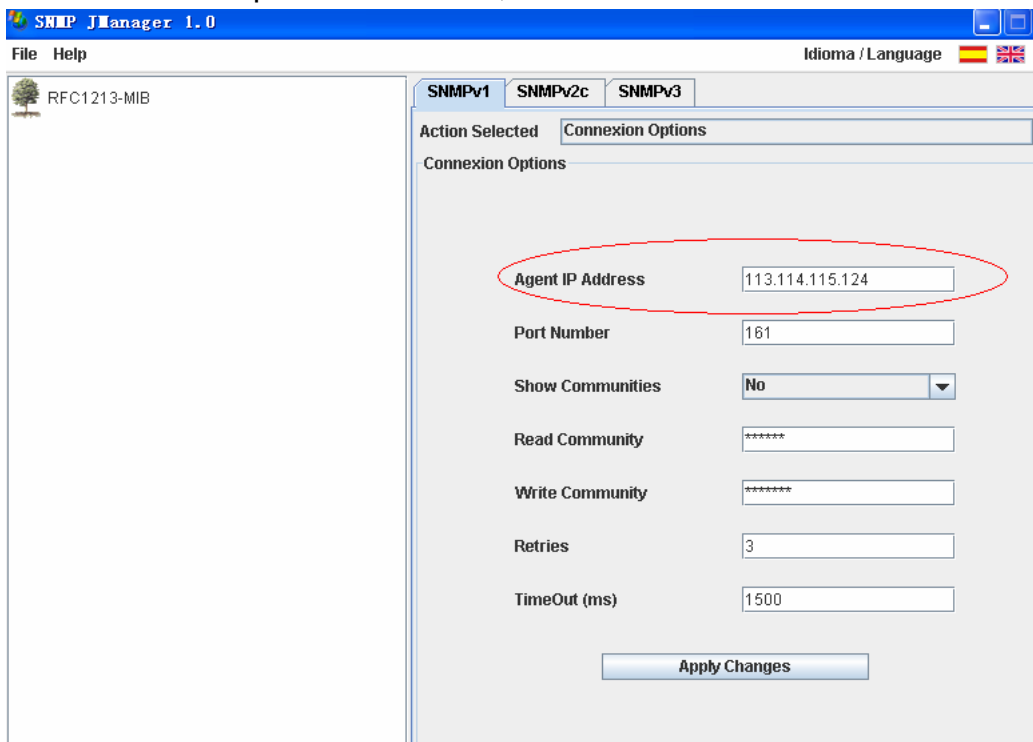 SNMP JManager 1.0
File Help Idioma / Language
RFC1213-MIB
SNMPv1 SNMPv2c SNMPv3
Action Selected Connexion Options
Connexion Options
Agent IP Address 113.114.115.124
Port Number 161
Show Communities No
Read Community ******
Write Community *******
Retries 3
TimeOut (ms) 1500
Apply Changes